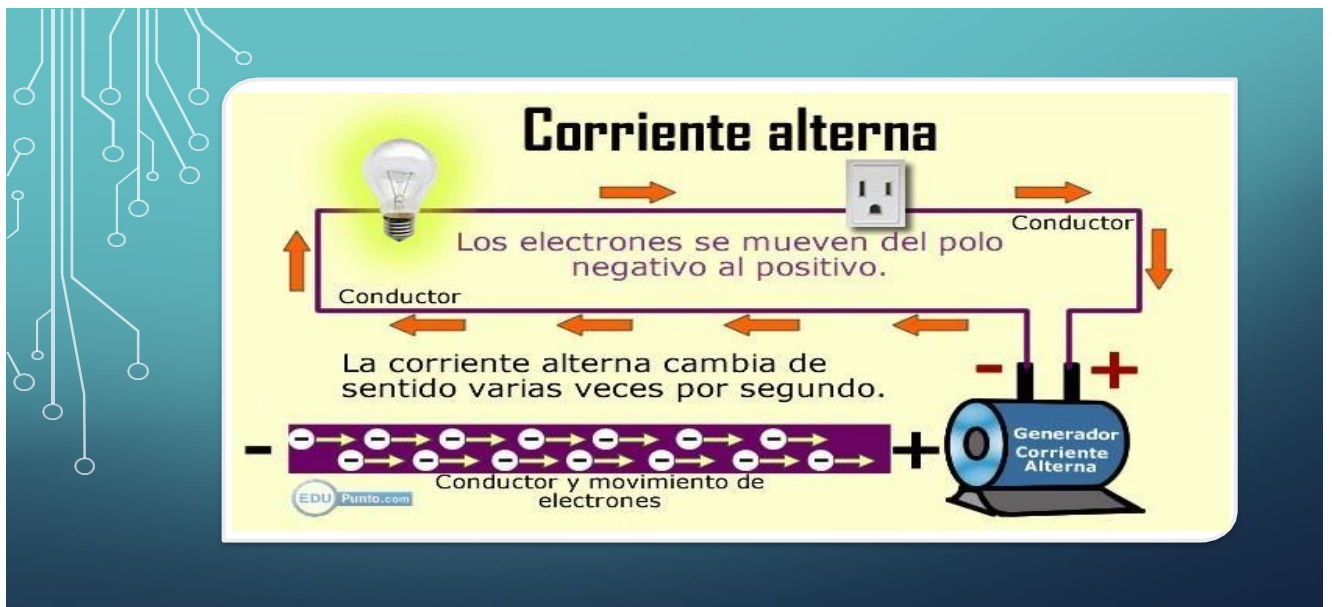 Corriente alterna
Conductor
Los electrones se mueven del polo
negativo al positivo.
Conductor
La corriente alterna cambia de
sentido varias veces por segundo.
- +
Generador
Corriente
Alterna
- +
Conductor y movimiento de
electrones
EDU Punto.com